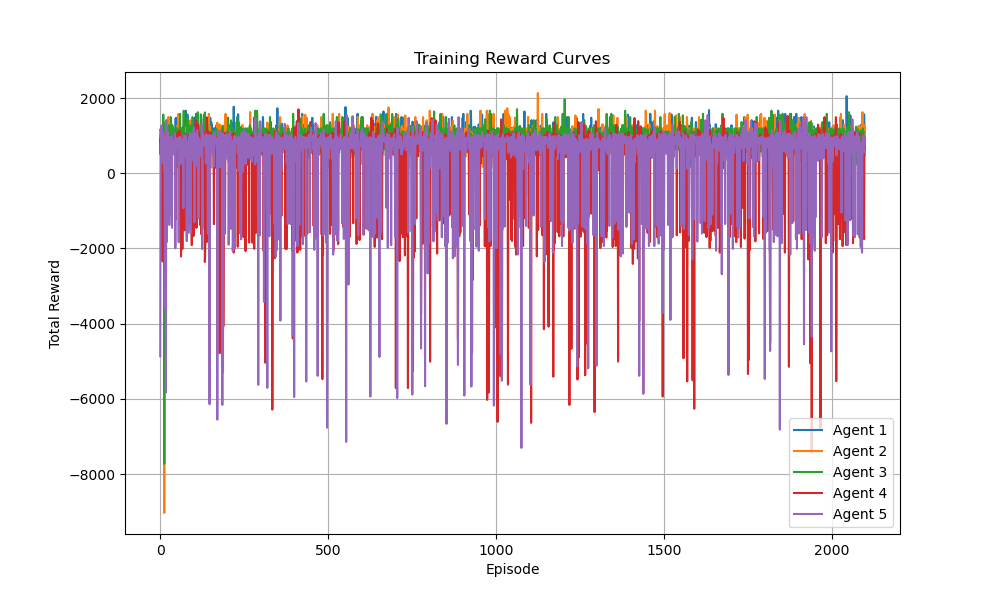 Training Reward Curves
Total Reward
2000
0
−2000
−4000
−6000
−8000
0
500
1000
1500
2000
Episode
Agent 1
Agent 2
Agent 3
Agent 4
Agent 5